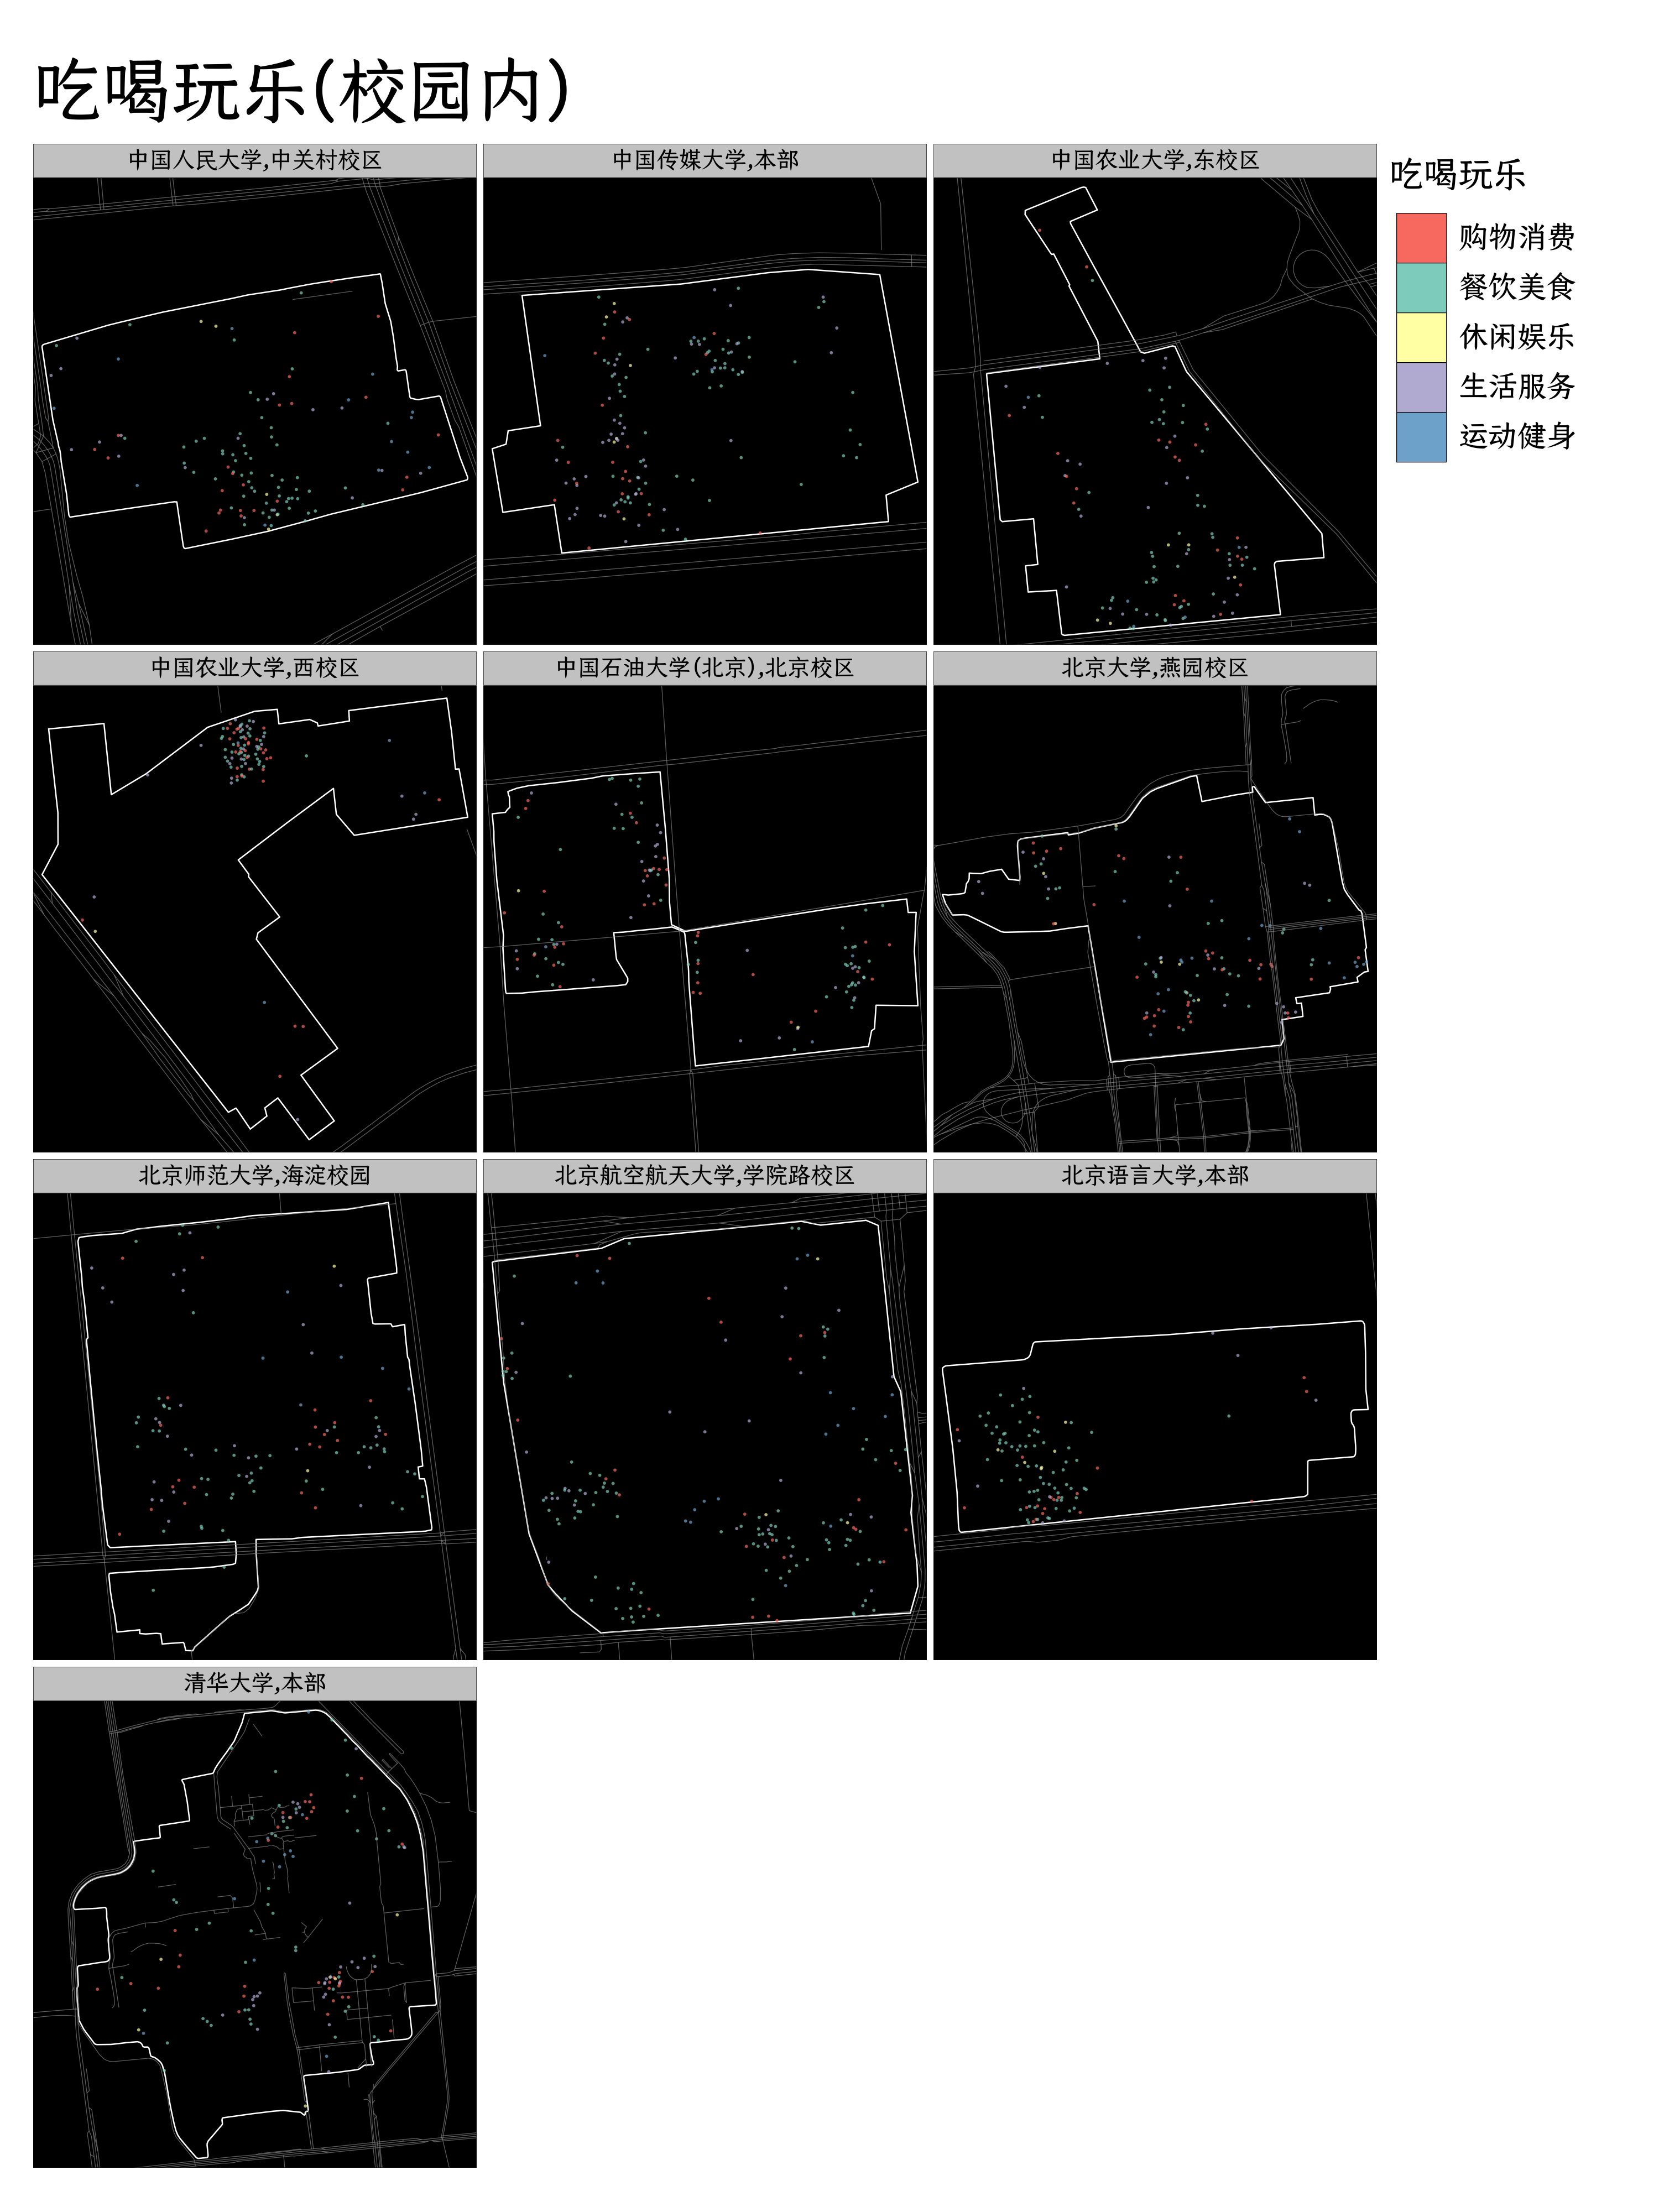 吃喝玩乐(校园内)
中国人民大学,中关村校区
中国传媒大学,本部
中国农业大学,东校区
吃喝玩乐
购物消费
餐饮美食
休闲娱乐
生活服务
运动健身
中国农业大学,西校区
中国石油大学(北京),北京校区
北京大学,燕园校区
北京师范大学,海淀校园
北京航空航天大学,学院路校区
北京语言大学,本部
清华大学,本部